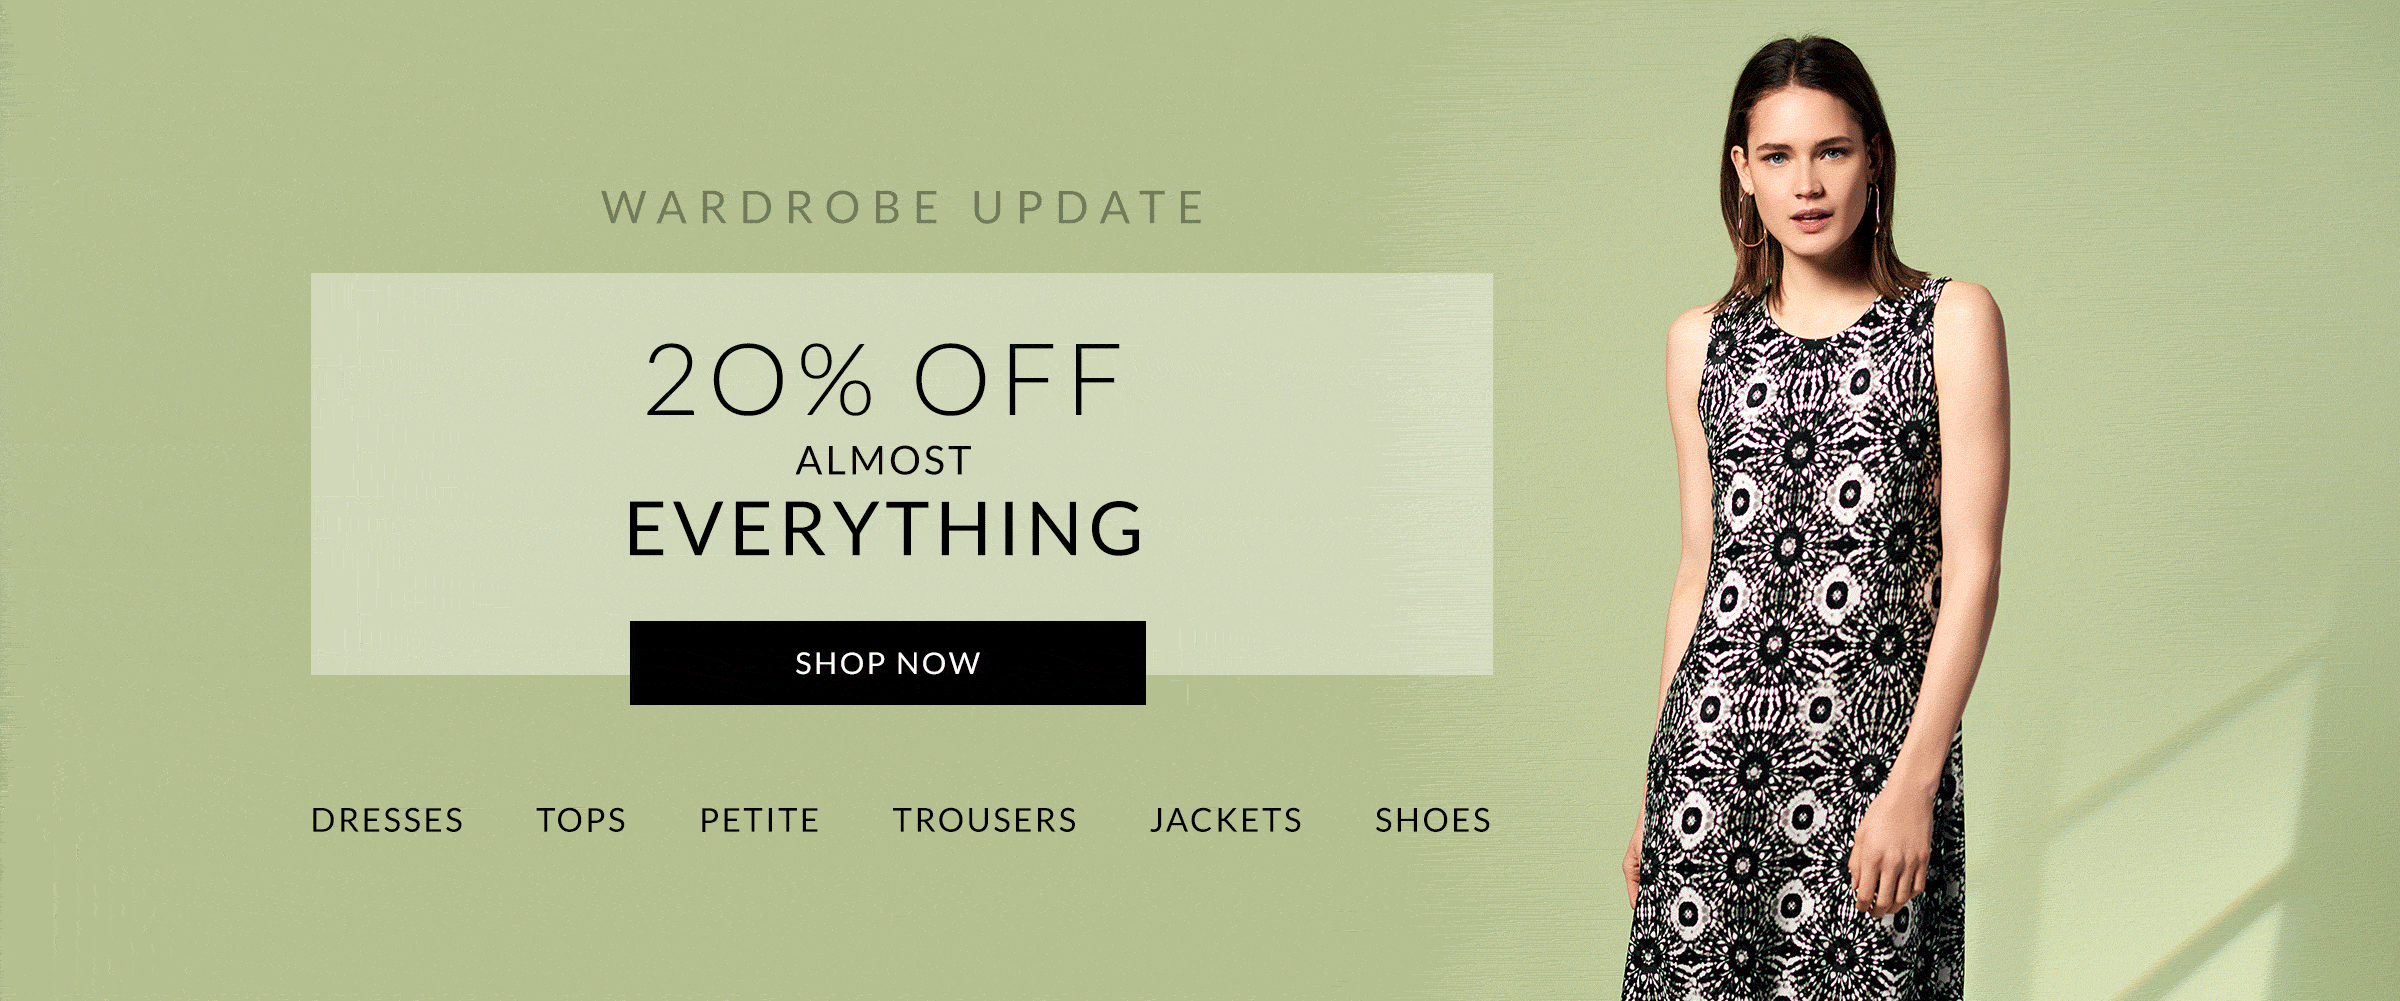 WARDROBE UPDATE
20% OFF
ALMOST
EVERYTHING
SHOP NOW
DRESSES TOPS PETITE TROUSERS JACKETS SHOES